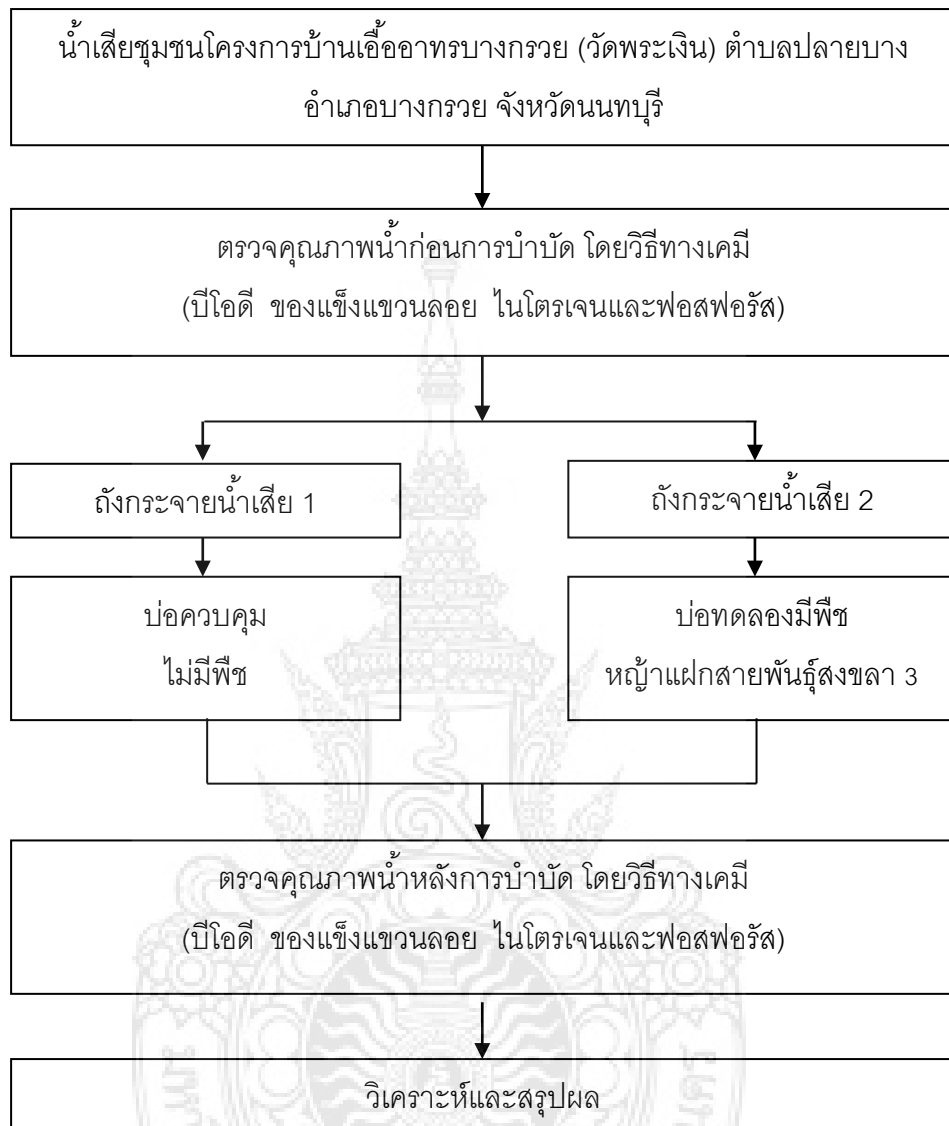 น้ำเสียชุมชนโครงการบ้านเอื้ออาทรบางกรวย (วัดพระเงิน) ตำบลปลายบาง
อำเภอบางกรวย จังหวัดนนทบุรี
ตรวจคุณภาพน้ำก่อนการบำบัด โดยวิธีทางเคมี
(บีโอดี ของแข็งแขวนลอย ไนโตรเจนและฟอสฟอรัส)
ถังกระจายน้ำเสีย 1
ถังกระจายน้ำเสีย 2
บ่อควบคุม
ไม่มีพืช
บ่อทดลองมีพืช
หญ้าแฝกสายพันธุ์สงขลา 3
ตรวจคุณภาพน้ำหลังการบำบัด โดยวิธีทางเคมี
(บีโอดี ของแข็งแขวนลอย ไนโตรเจนและฟอสฟอรัส)
วิเคราะห์และสรุปผล